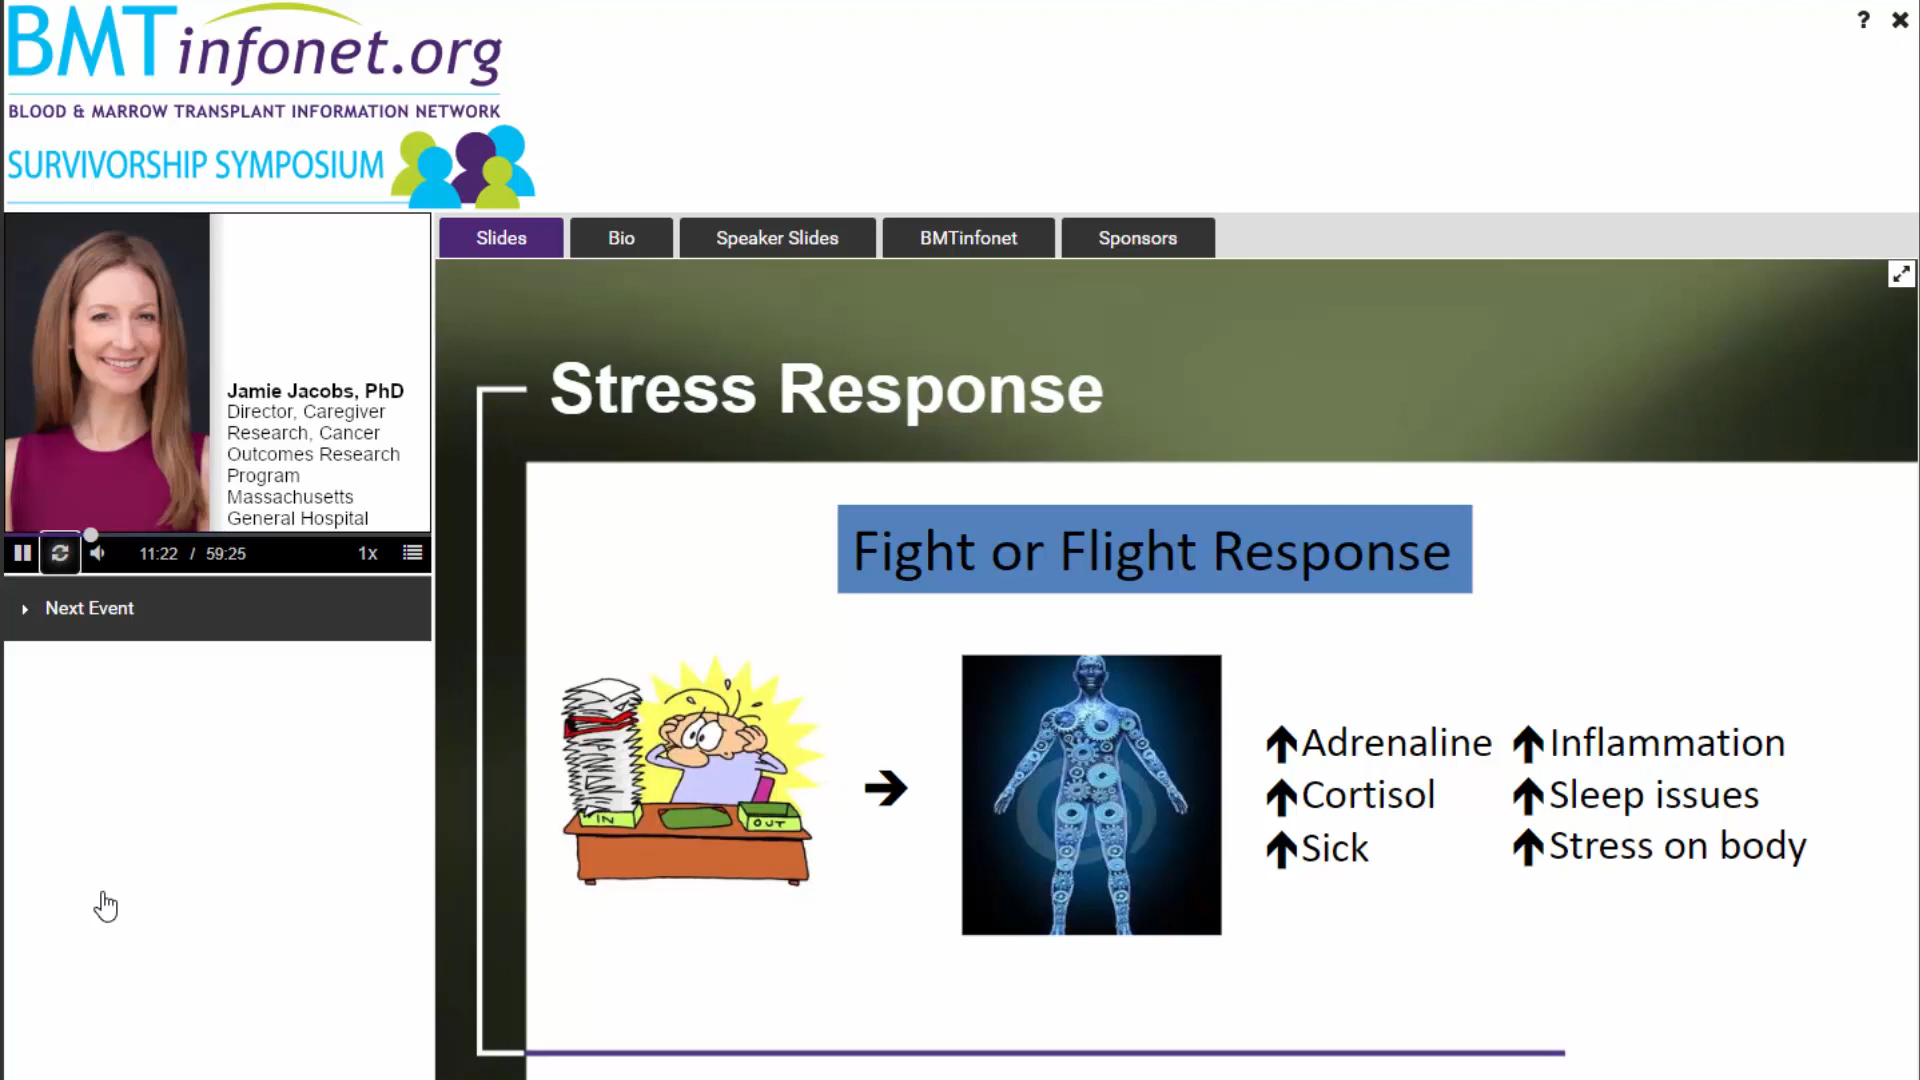 BMTinfonet.org
BLOOD & MARROW TRANSPLANT INFORMATION NETWORK
SURVIVORSHIP SYMPOSIUM
?
Jamie Jacobs, PhD
Director, Caregiver
Research, Cancer
Outcomes Research
Program
Massachusetts
General Hospital
11:22 / 59:25 1x
Next Event
Slides Bio Speaker Slides BMTinfonet Sponsors
Stress Response
Fight or Flight Response
IN OUT
↑Adrenaline ↑Inflammation
↑Cortisol ↑Sleep issues
↑Sick ↑Stress on body